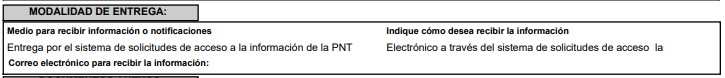 MODALIDAD DE ENTREGA:
Medio para recibir información o notificaciones
Indique cómo desea recibir la información
Entrega por el sistema de solicitudes de acceso a la información de la PNT
Electrónico a través del sistema de solicitudes de acceso la
Correo electrónico para recibir la información: